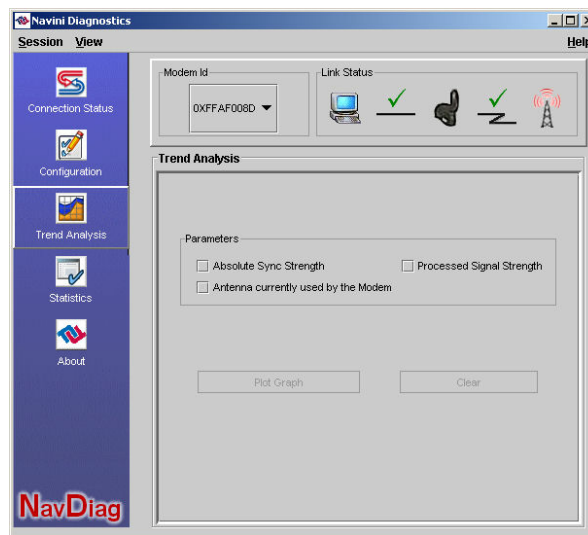 Navini Diagnostics
Session View Help
Connection Status
Configuration
Trend Analysis
Statistics
About
NavDiag
Modem Id
0XFFAF008D
Link Status
Trend Analysis
Parameters
Absolute Sync Strength
Processed Signal Strength
Antenna currently used by the Modem
Plot Graph
Clear